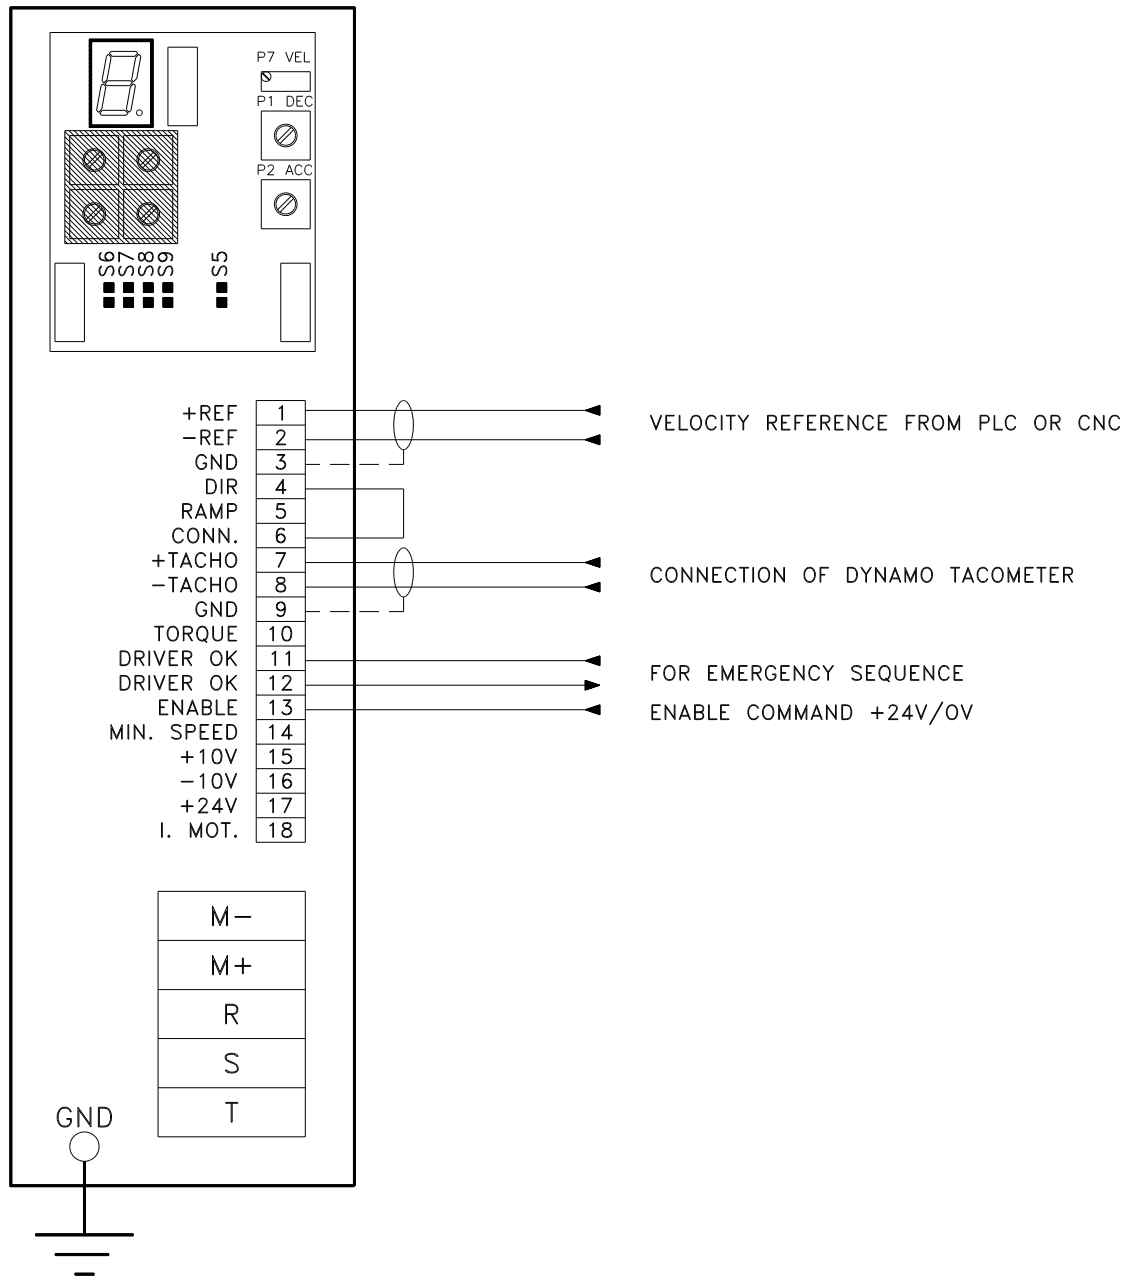 P7 VEL
P1 DEC
P2 ACC
S6
S7
S8
S9
S5
+REF 1
-REF 2
VELOCITY REFERENCE FROM PLC OR CNC
GND 3
DIR 4
RAMP 5
CONN. 6
+TACHO 7
CONNECTION OF DYNAMO TACOMETER
-TACHO 8
GND 9
TORQUE 10
DRIVER OK 11
FOR EMERGENCY SEQUENCE
DRIVER OK 12
ENABLE 13
ENABLE COMMAND +24V/0V
MIN. SPEED 14
+10V 15
-10V 16
+24V 17
I. MOT. 18
M-
M+
R
S
T
GND